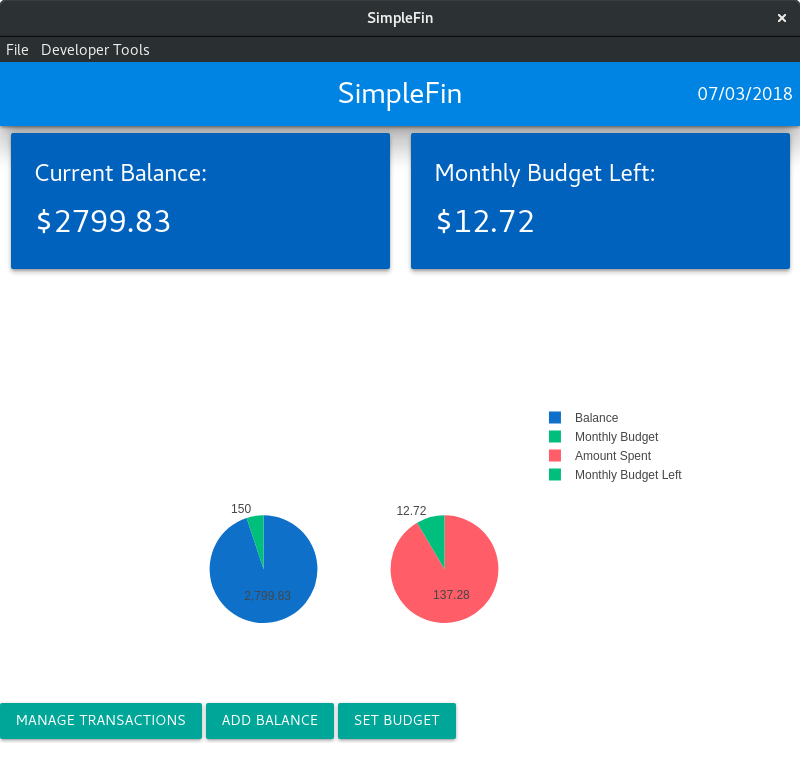 SimpleFin
×
File Developer Tools
SimpleFin
07/03/2018
Current Balance:
$2799.83
Monthly Budget Left:
$12.72
Balance
Monthly Budget
Amount Spent
Monthly Budget Left
150
2,799.83
12.72
137.28
MANAGE TRANSACTIONS
ADD BALANCE
SET BUDGET